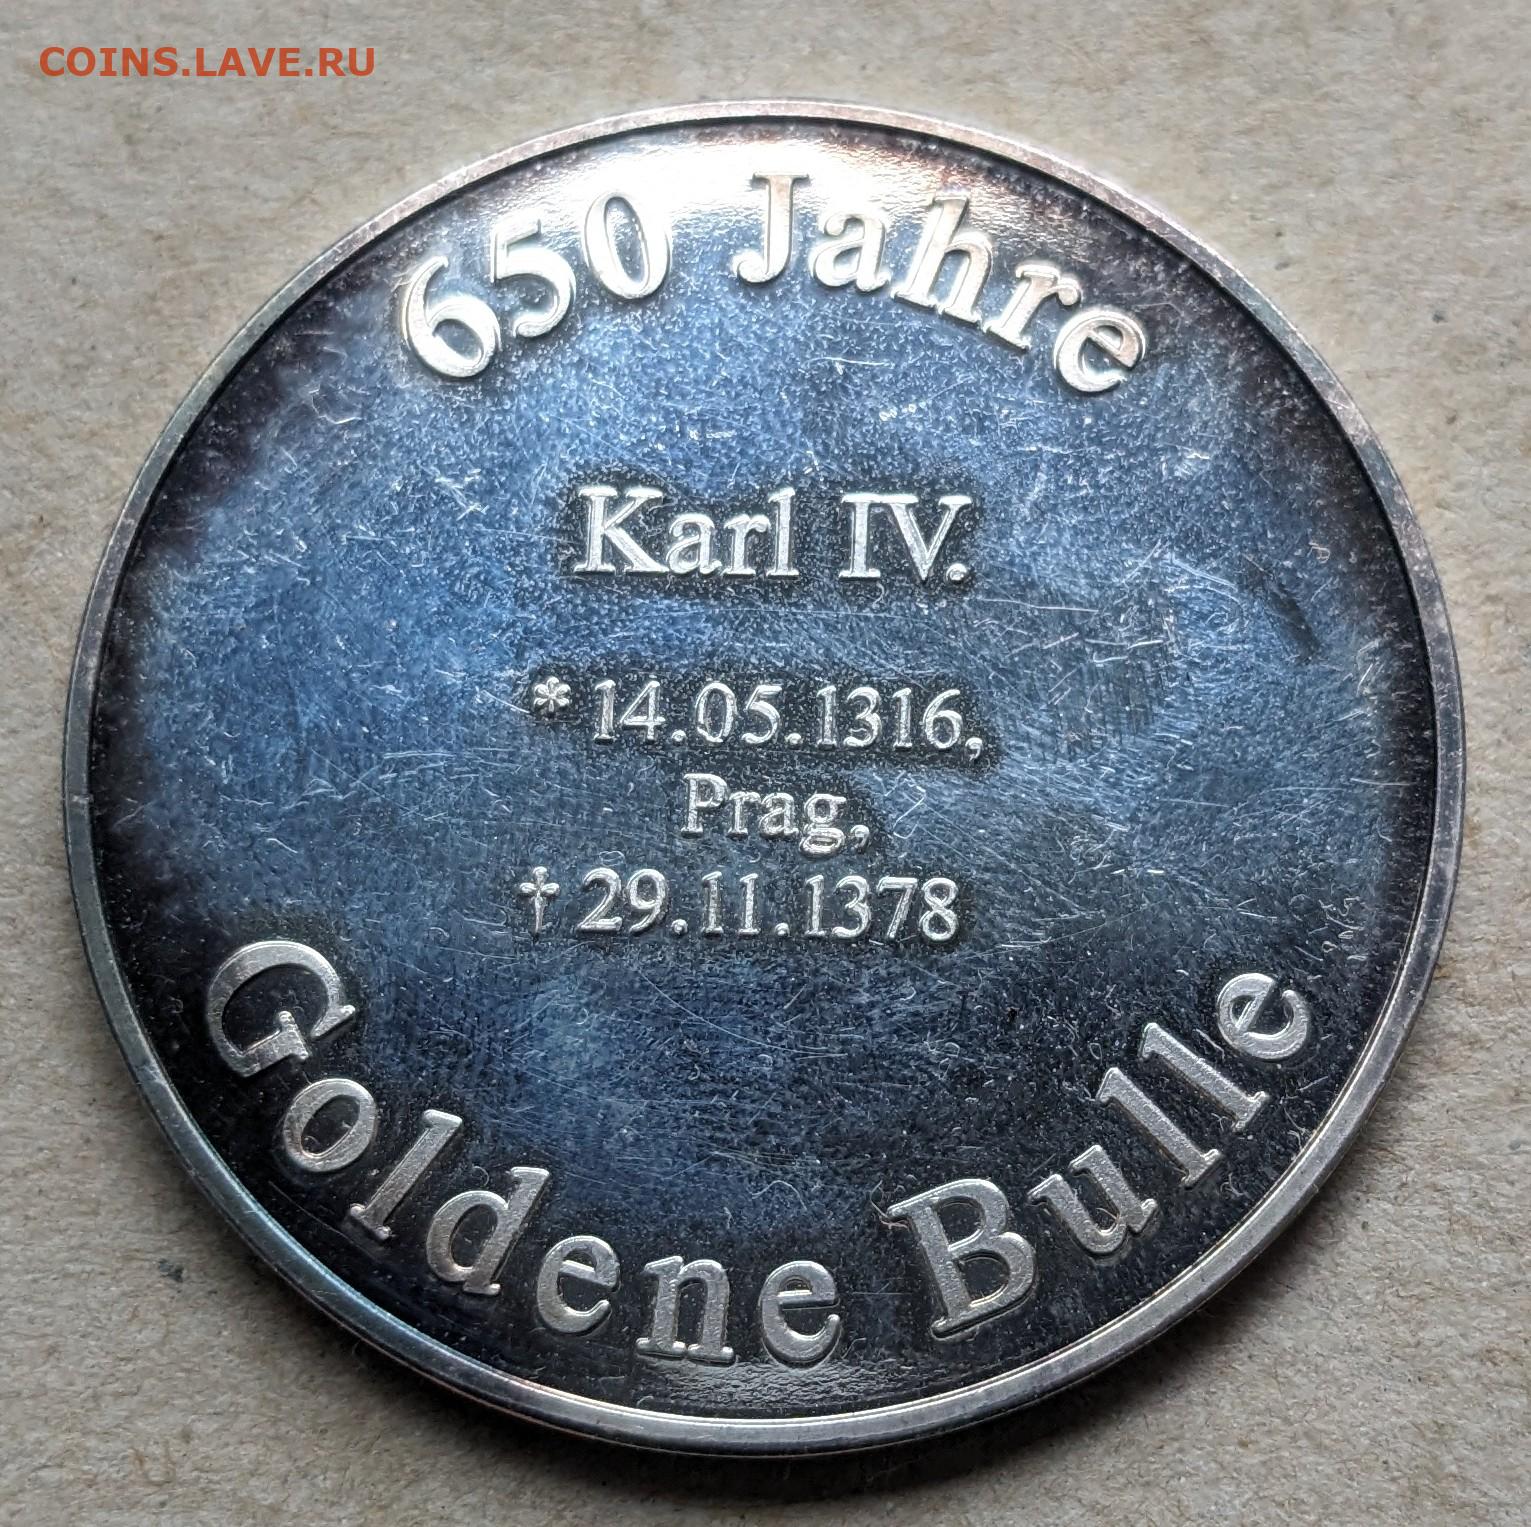 COINS.LAVE.RU
650 Jahre
Karl IV.
* 14.05.1316,
Prag,
† 29.11.1378
Goldene Bulle